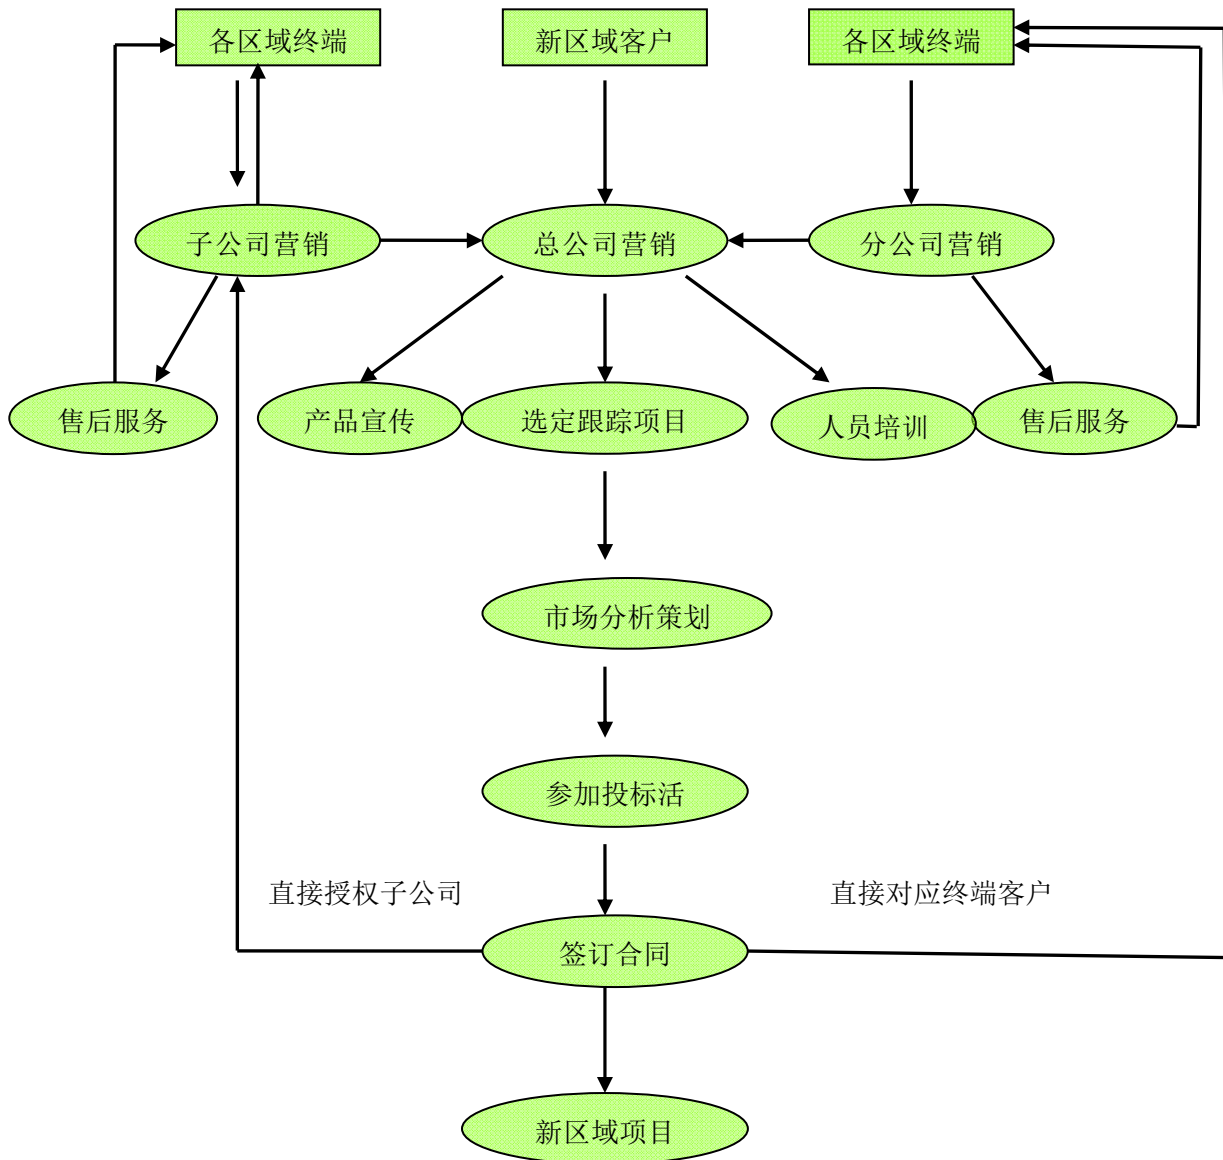 各区域终端
新区域客户
各区域终端
子公司营销
总公司营销
分公司营销
售后服务
产品宣传
选定跟踪项目
人员培训
售后服务
市场分析策划
参加投标活
直接授权子公司
直接对应终端客户
签订合同
新区域项目